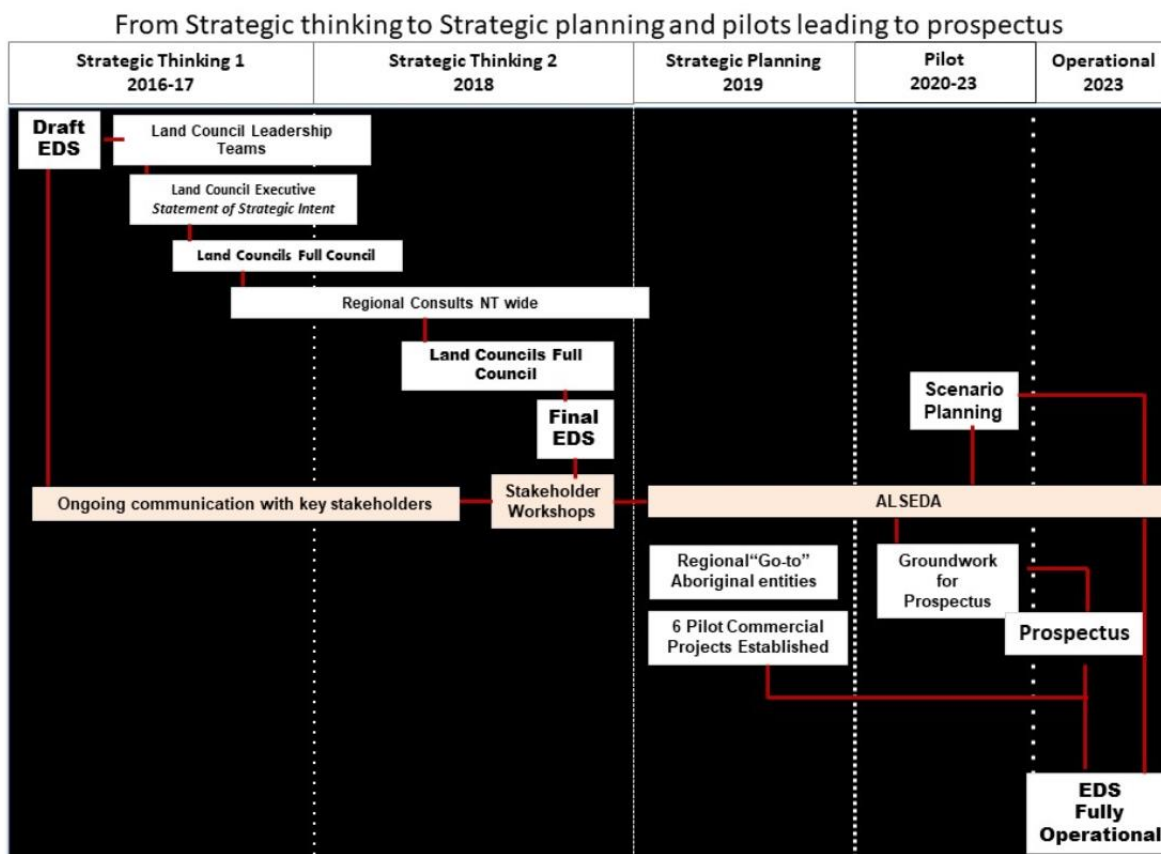 From Strategic thinking to Strategic planning and pilots leading to prospectus
Strategic Thinking 1
2016-17
Strategic Thinking 2
2018
Strategic Planning
2019
Pilot
2020-23
Operational
2023
Draft
EDS
Land Council Leadership
Teams
Land Council Executive
Statement of Strategic Intent
Land Councils Full Council
Regional Consults NT wide
Land Councils Full
Council
Final
EDS
Scenario
Planning
Ongoing communication with key stakeholders
Stakeholder
Workshops
ALSEDA
Regional“Go-to”
Aboriginal entities
Groundwork
for
Prospectus
6 Pilot Commercial
Projects Established
Prospectus
EDS
Fully
Operational